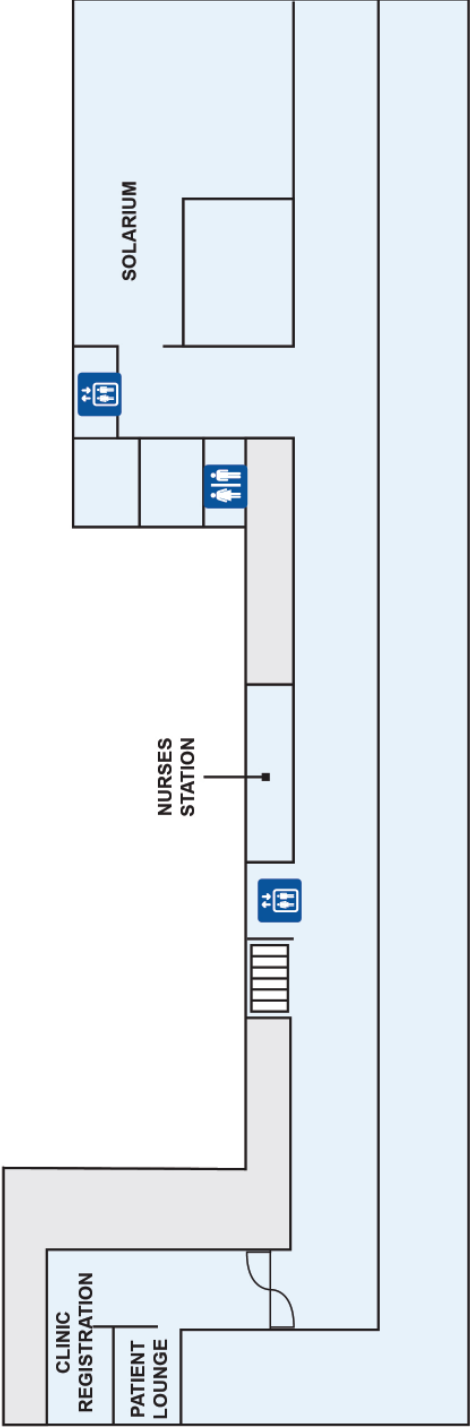 SOLARIUM
NURSES
STATION
CLINIC
REGISTRATION
PATIENT
LOUNGE